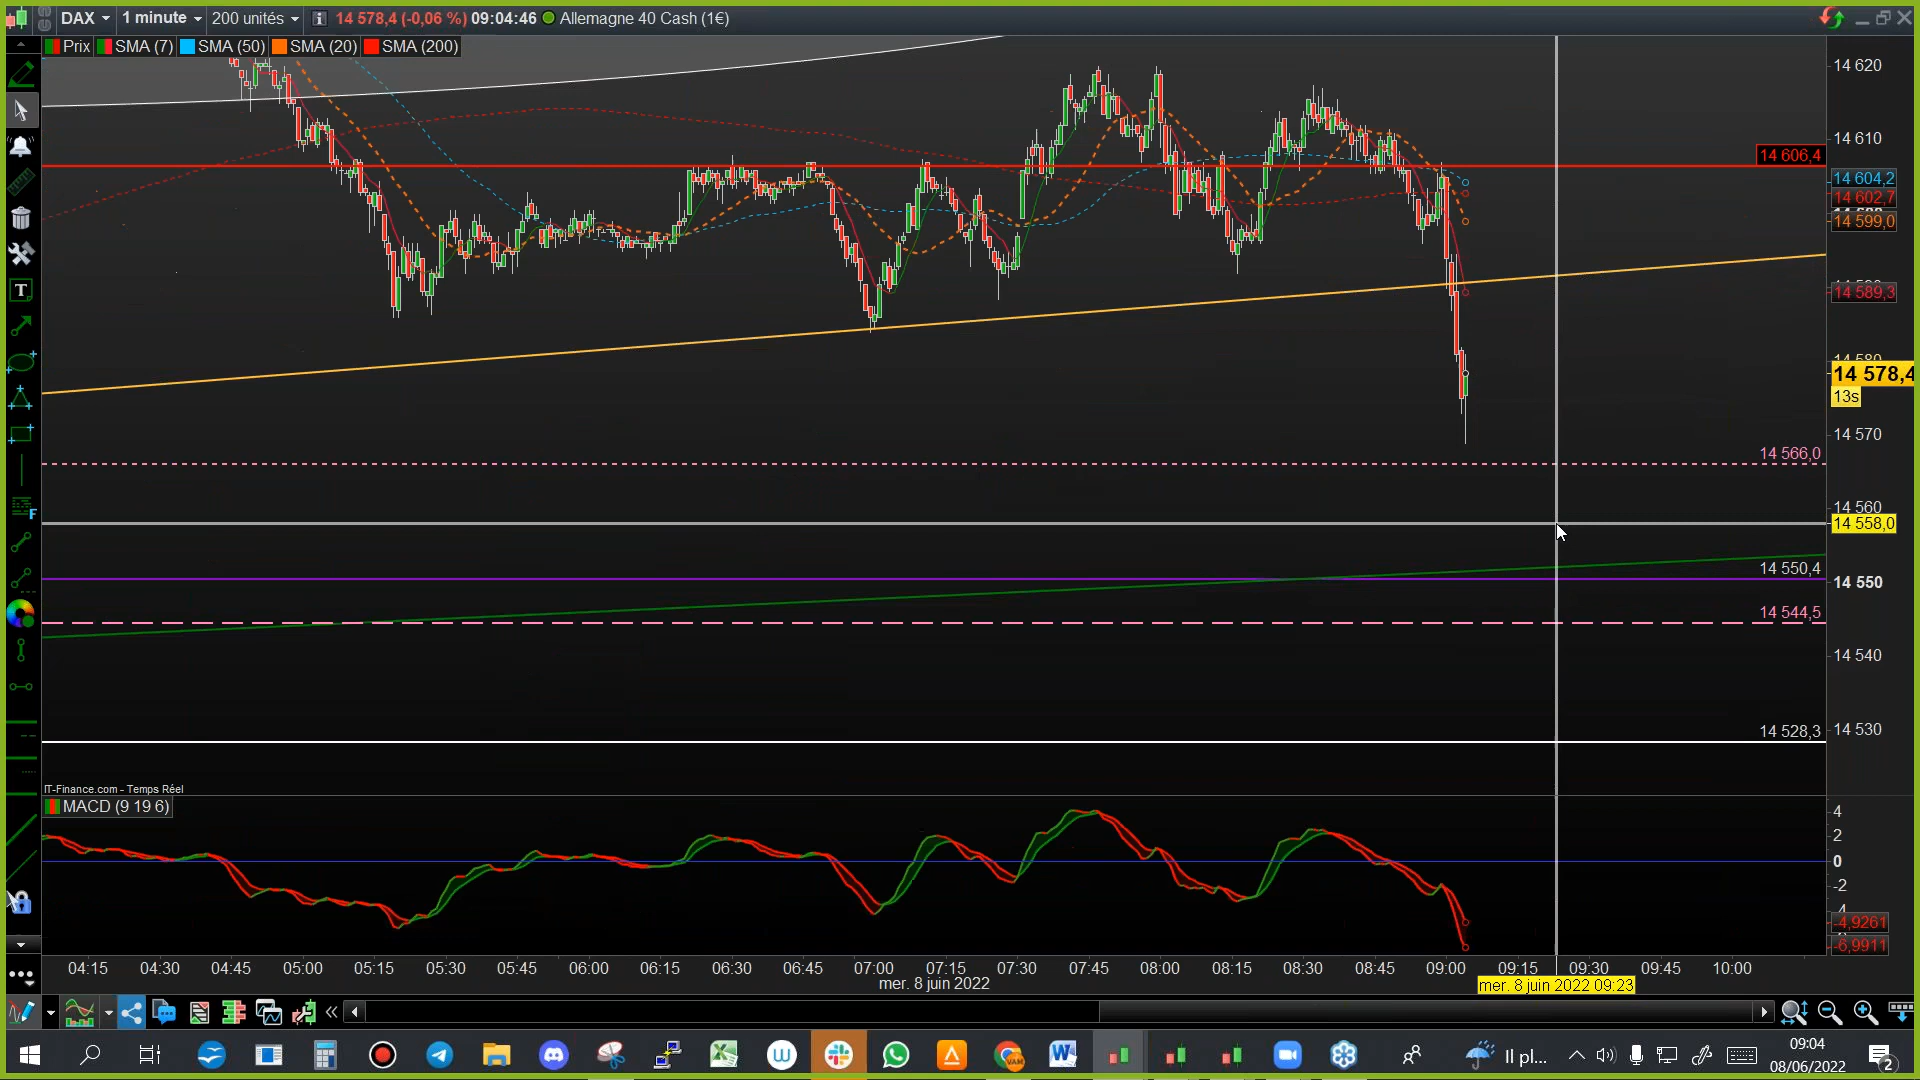 DAX
1 minute
200 unités
14 578,4 (-0,06 %) 09:04:46
Allemagne 40 Cash (1€)
Prix
SMA (7)
SMA (50)
SMA (20)
SMA (200)
14 620
14 610
14 606,4
14 604,2
14 602,7
14 599,0
14 589,3
14 580
14 578,4
13s
14 570
14 566,0
14 560
14 558,0
14 550,4
14 550
14 544,5
14 540
14 528,3
14 530
T
F
IT-Finance.com - Temps Réel
MACD (9 19 6)
4
2
0
-2
-4,9261
-6,9911
04:15
04:30
04:45
05:00
05:15
05:30
05:45
06:00
06:15
06:30
06:45
07:00
07:15
07:30
07:45
08:00
08:15
08:30
08:45
09:00
09:15
09:30
09:45
10:00
mer. 8 juin 2022
mer. 8 juin 2022 09:23
Il pl...
09:04
08/06/2022
2